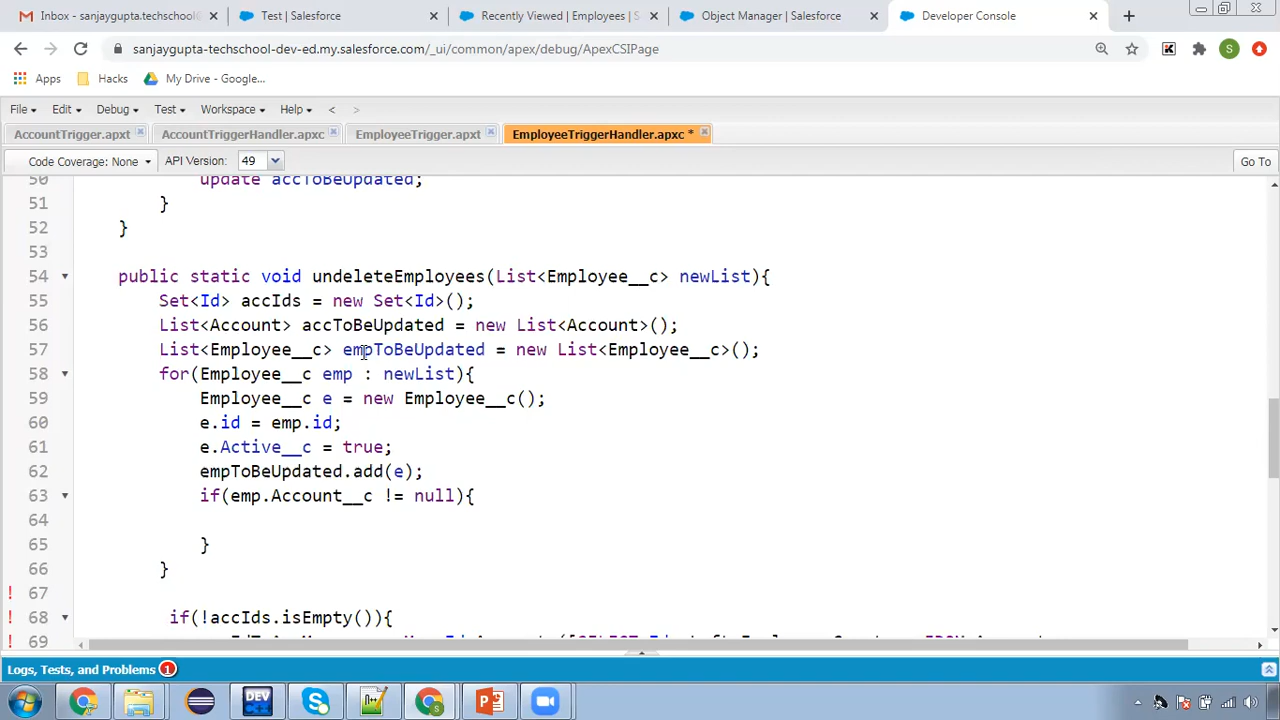 Inbox - sanjaygupta.techschool@
Test | Salesforce
Recently Viewed | Employees | S
Object Manager | Salesforce
Developer Console
sanjaygupta-techschool-dev-ed.my.salesforce.com/_ui/common/apex/debug/ApexCSIPage
S
Apps
Hacks
My Drive - Google...
File
Edit
Debug
Test
Workspace
Help
<
>
AccountTrigger.apxt
AccountTriggerHandler.apxc
EmployeeTrigger.apxt
EmployeeTriggerHandler.apxc *
Code Coverage: None
API Version:
49
Go To
50 update accToBeUpdated;
51 }
52 }
53
54 public static void undeleteEmployees(List<Employee__c> newList){
55 Set<Id> accIds = new Set<Id>();
56 List<Account> accToBeUpdated = new List<Account>();
57 List<Employee__c> empToBeUpdated = new List<Employee__c>();
58 for(Employee__c emp : newList){
59 Employee__c e = new Employee__c();
60 e.id = emp.id;
61 e.Active__c = true;
62 empToBeUpdated.add(e);
63 if(emp.Account__c != null){
64
65 }
66 }
67
68 if(!accIds.isEmpty()){
69
Logs, Tests, and Problems 1
DEV